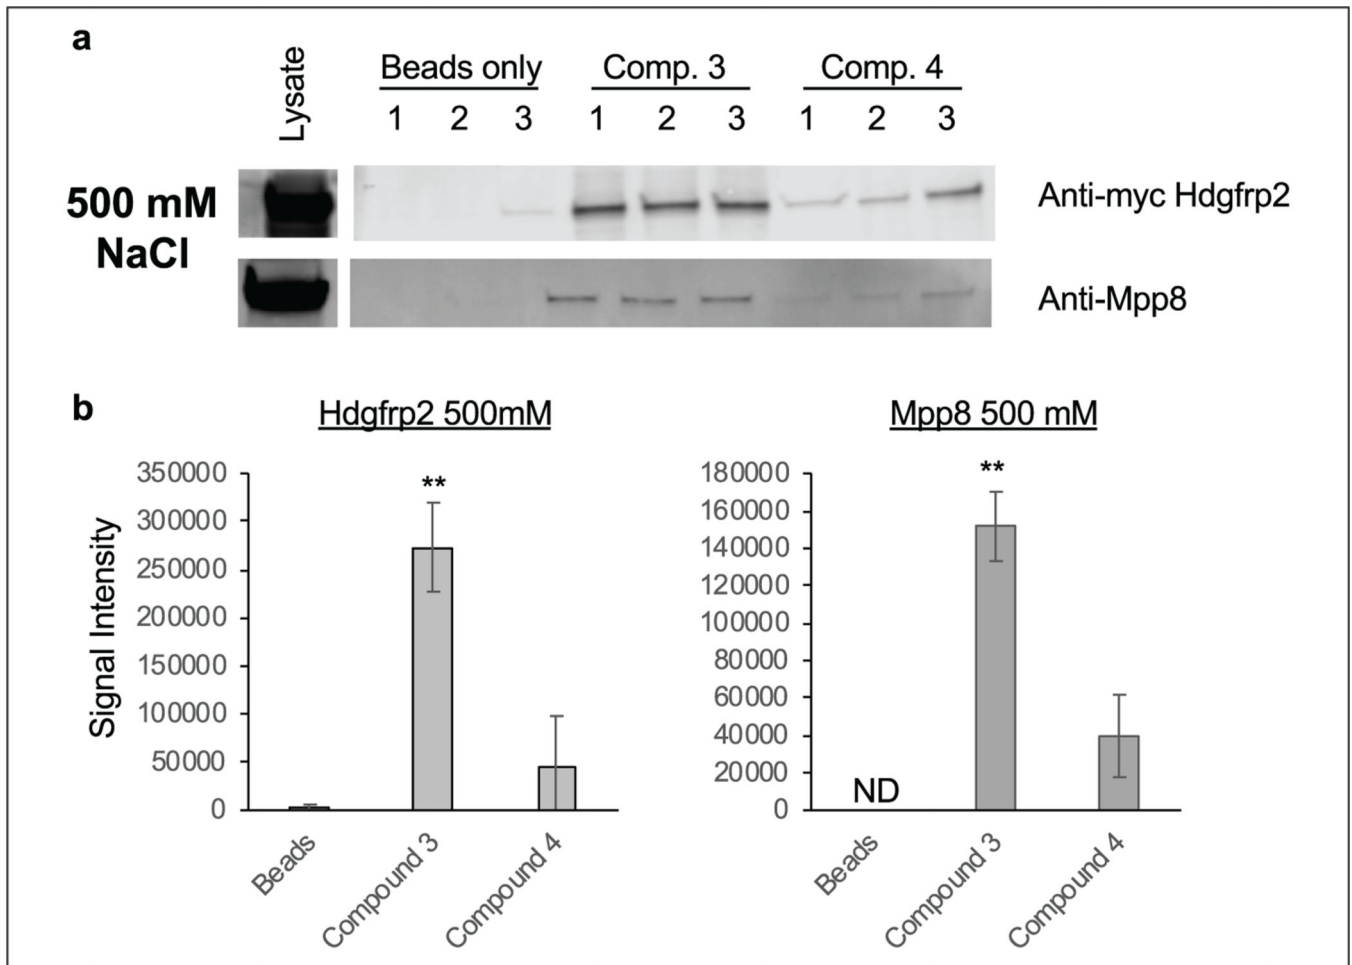 a
Lysate
Beads only Comp. 3 Comp. 4
1 2 3 1 2 3 1 2 3
500 mM
NaCl
Anti-myc Hdgfrp2
Anti-Mpp8
b
Hdgfrp2 500mM
Signal Intensity
350000
300000
250000
200000
150000
100000
50000
0
**
Beads
Compound 3
Compound 4
Mpp8 500 mM
180000
160000
140000
120000
100000
80000
60000
40000
20000
0
**
ND
Beads
Compound 3
Compound 4